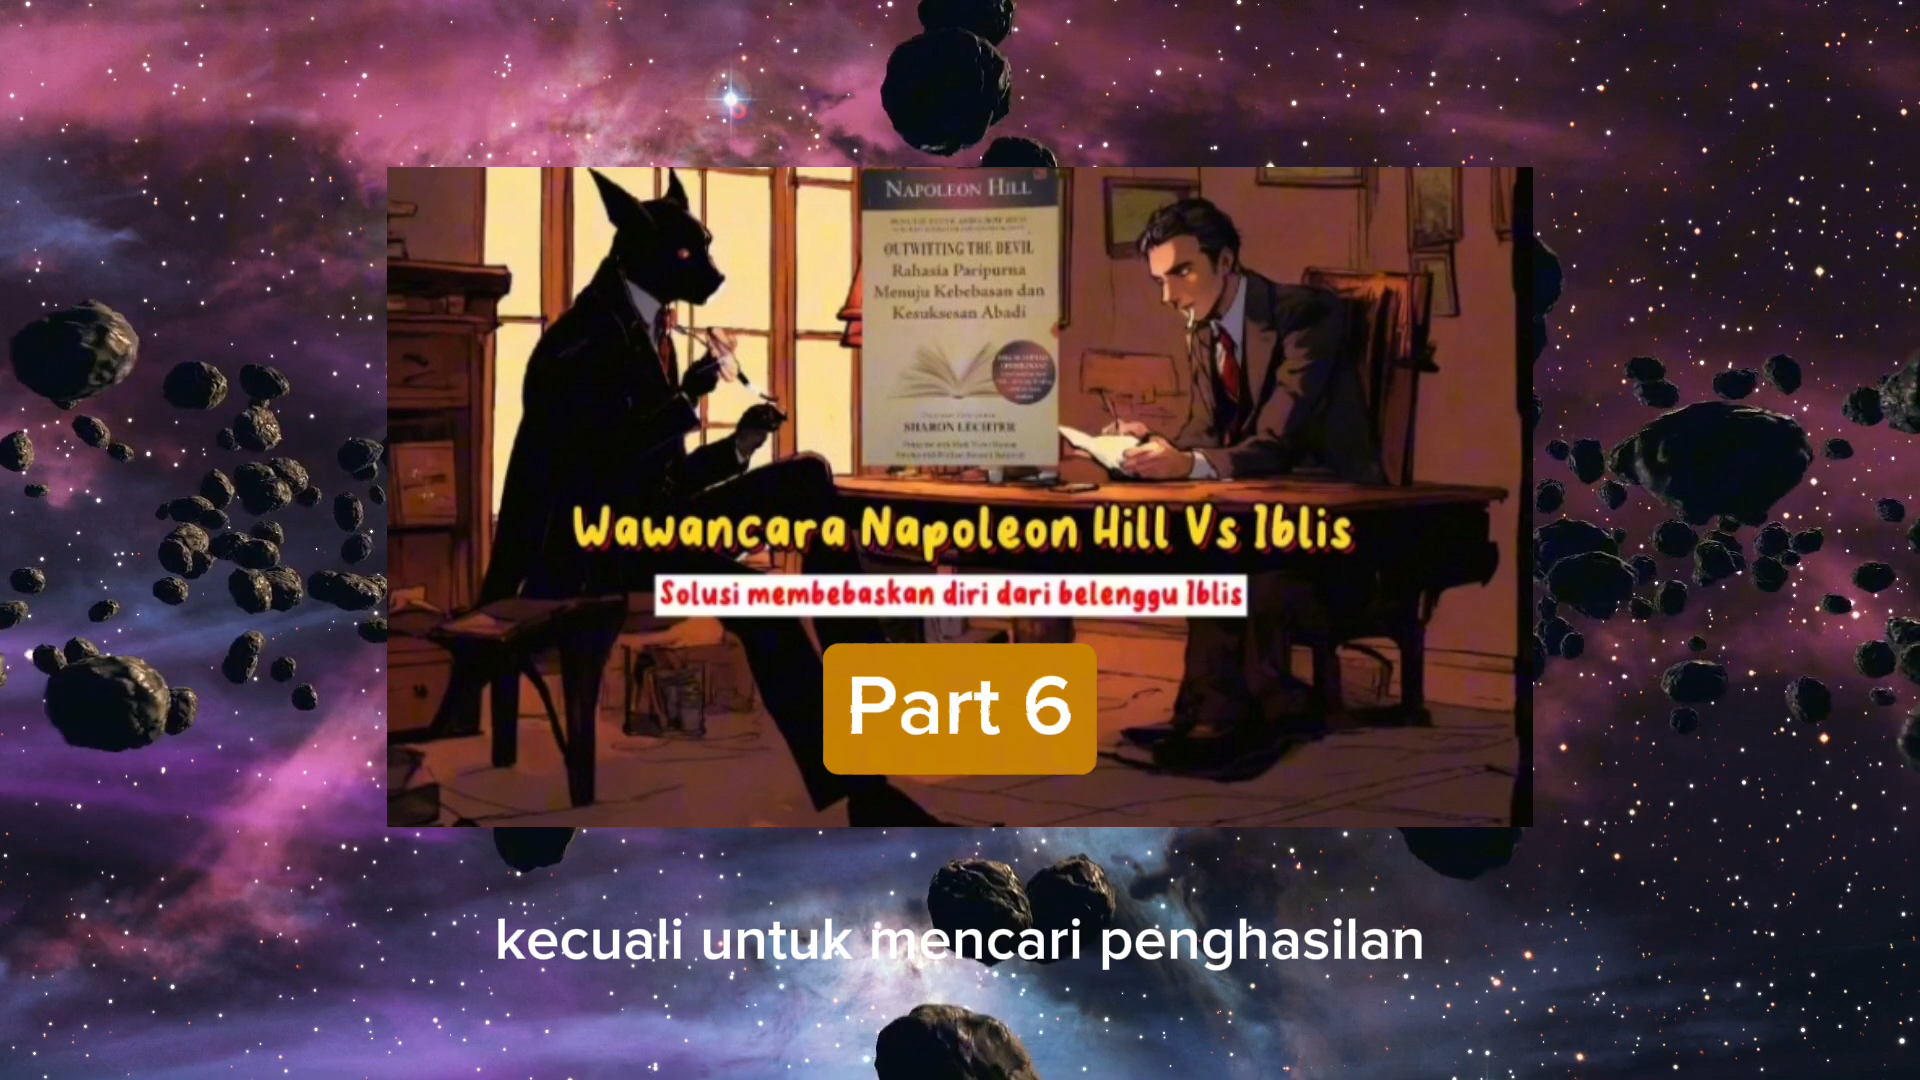 NAPOLEON HILL
OUTWITTING THE DEVIL
Rahasia Paripurna
Menuju Kebebasan dan
Kesuksesan Abadi
SHARON LECHTER
Wawancara Napoleon Hill Vs Iblis
Solusi membebaskan diri dari belenggu Iblis
Part 6
kecuali untuk mencari penghasilan